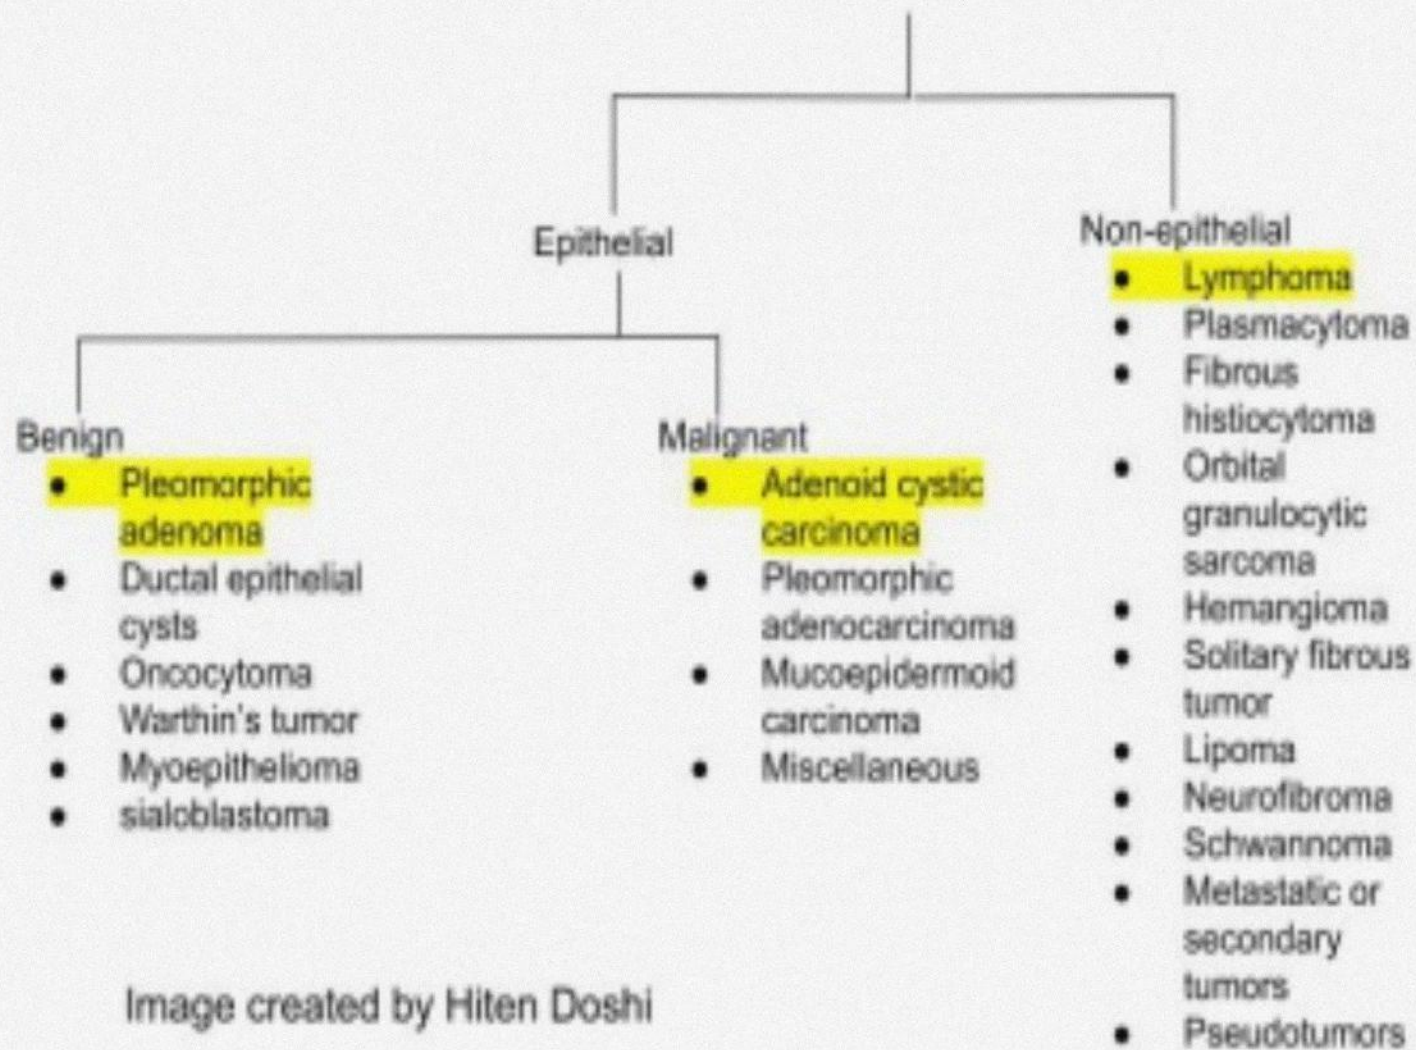 Epithelial
Non-epithelial
• Lymphoma
• Plasmacytoma
• Fibrous
histiocytoma
• Orbital
granulocytic
sarcoma
• Hemangioma
• Solitary fibrous
tumor
• Lipoma
• Neurofibroma
• Schwannoma
• Metastatic or
secondary
tumors
• Pseudotumors
Benign
• Pleomorphic
adenoma
• Ductal epithelial
cysts
• Oncocytoma
• Warthin's tumor
• Myoepithelioma
• sialoblastoma
Malignant
• Adenoid cystic
carcinoma
• Pleomorphic
adenocarcinoma
• Mucoepidermoid
carcinoma
• Miscellaneous
Image created by Hiten Doshi